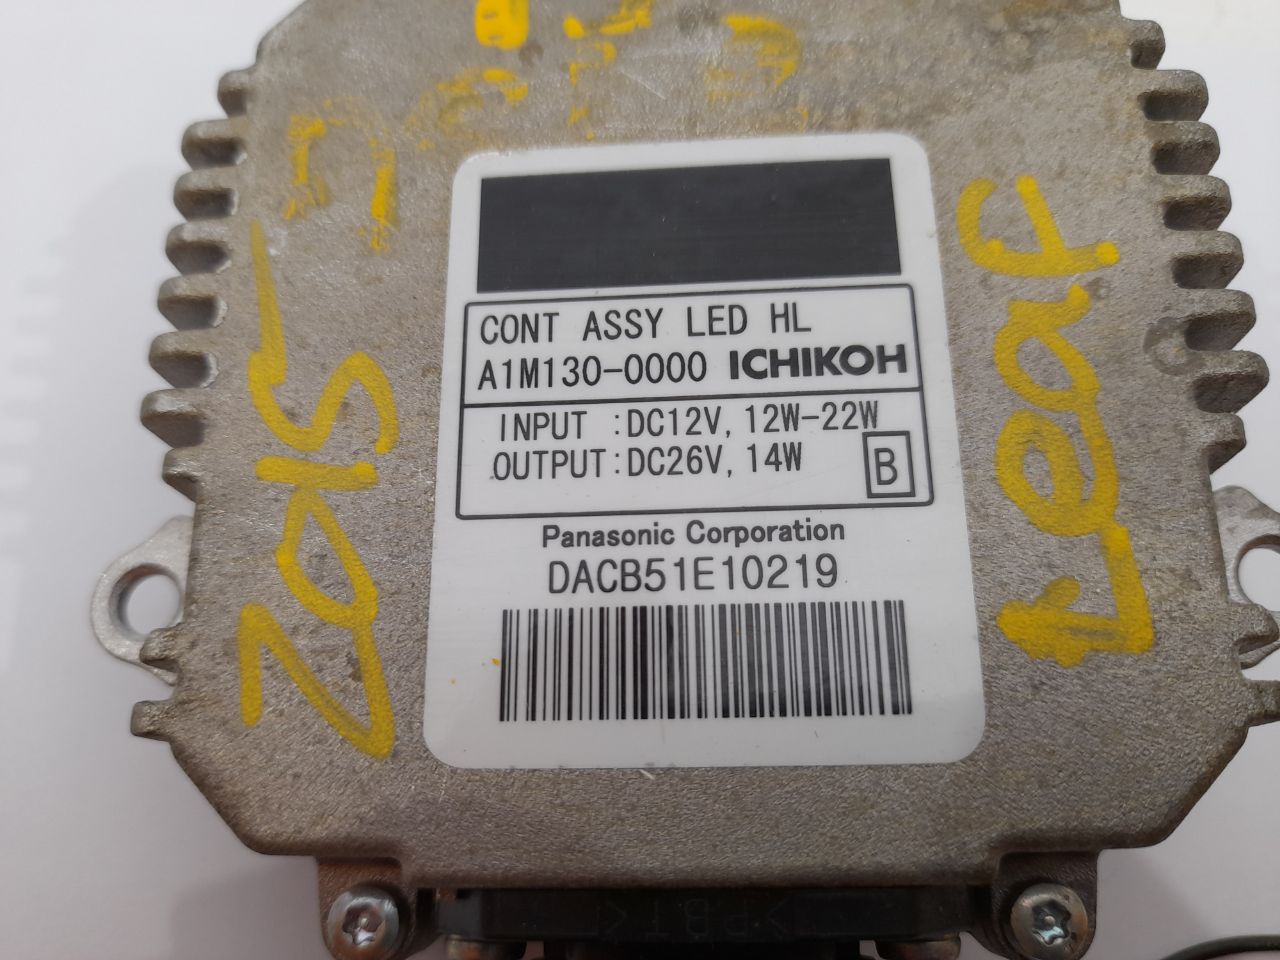 CONT ASSY LED HL
A1M130-0000 ICHIKOH
INPUT :DC12V, 12W-22W
OUTPUT:DC26V, 14W
B
Panasonic Corporation
DACB51E10219
Leaf
2015
>PBT<